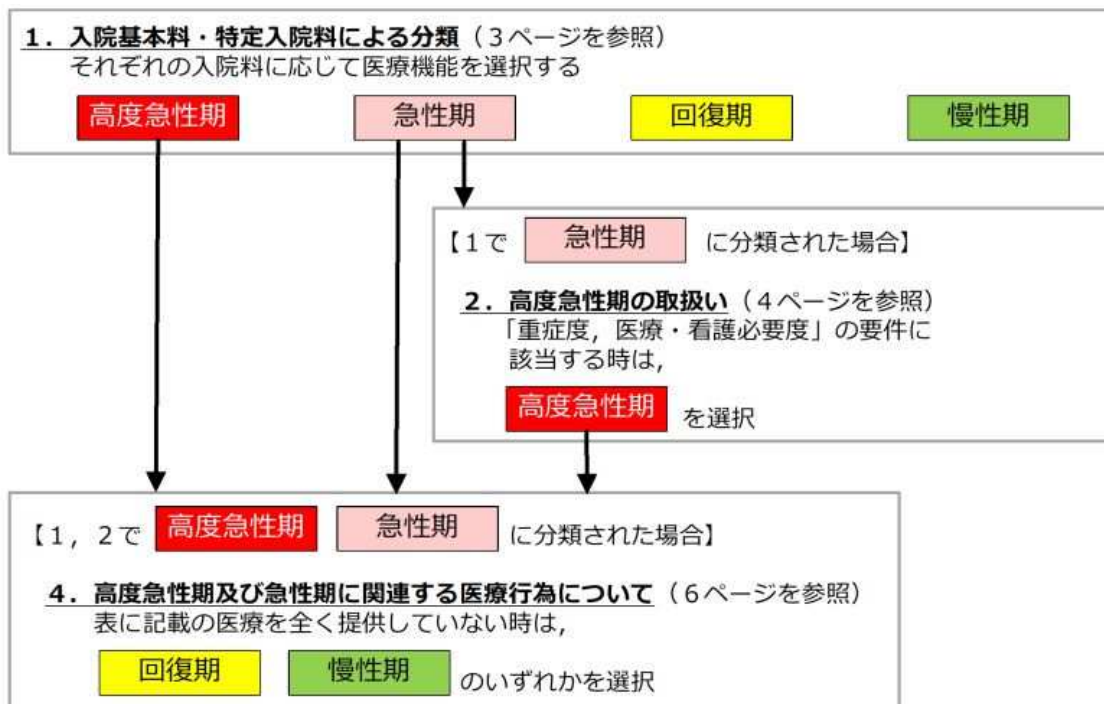 １．入院基本料・特定入院料による分類（３ページを参照）
それぞれの入院料に応じて医療機能を選択する
高度急性期 急性期 回復期 慢性期
【１で 急性期 に分類された場合】
２．高度急性期の取扱い（４ページを参照）
「重症度，医療・看護必要度」の要件に
該当する時は，
高度急性期 を選択
【１，２で 高度急性期 急性期 に分類された場合】
４．高度急性期及び急性期に関連する医療行為について（６ページを参照）
表に記載の医療を全く提供していない時は，
回復期 慢性期 のいずれかを選択